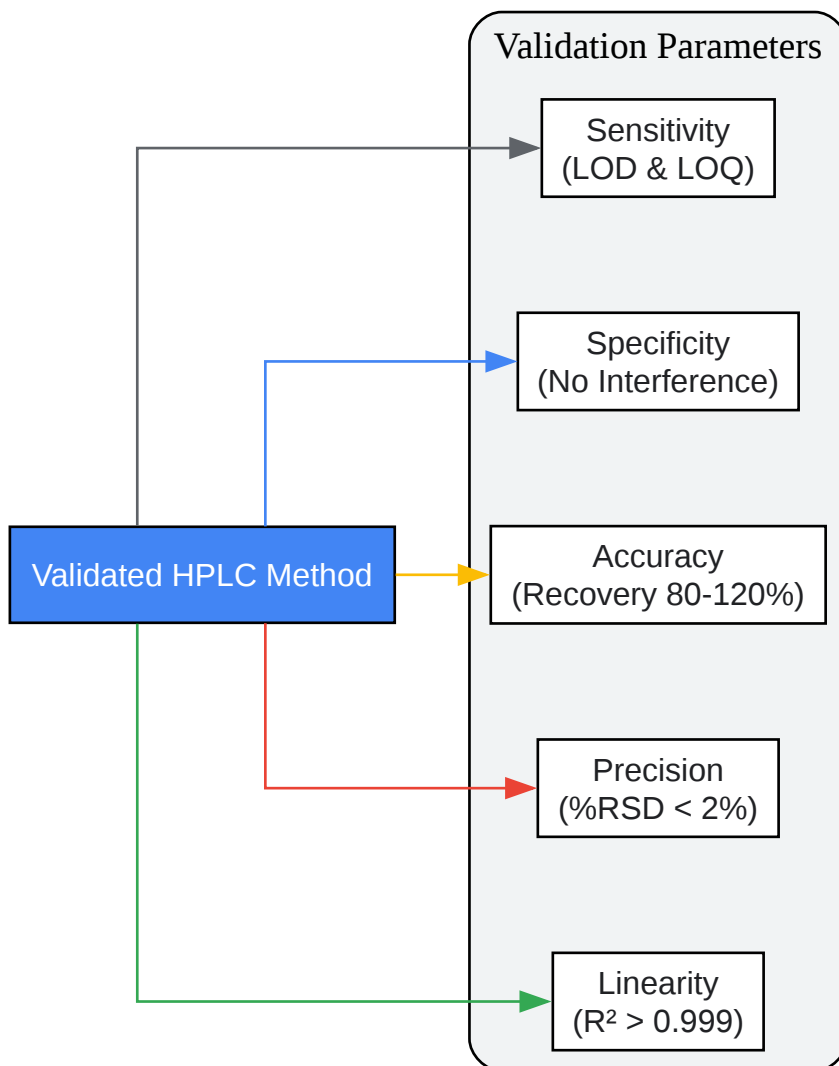 Validation Parameters
Sensitivity
(LOD & LOQ)
Specificity
(No Interference)
Validated HPLC Method
Accuracy
(Recovery 80-120%)
Precision
(%RSD < 2%)
Linearity
(R² > 0.999)